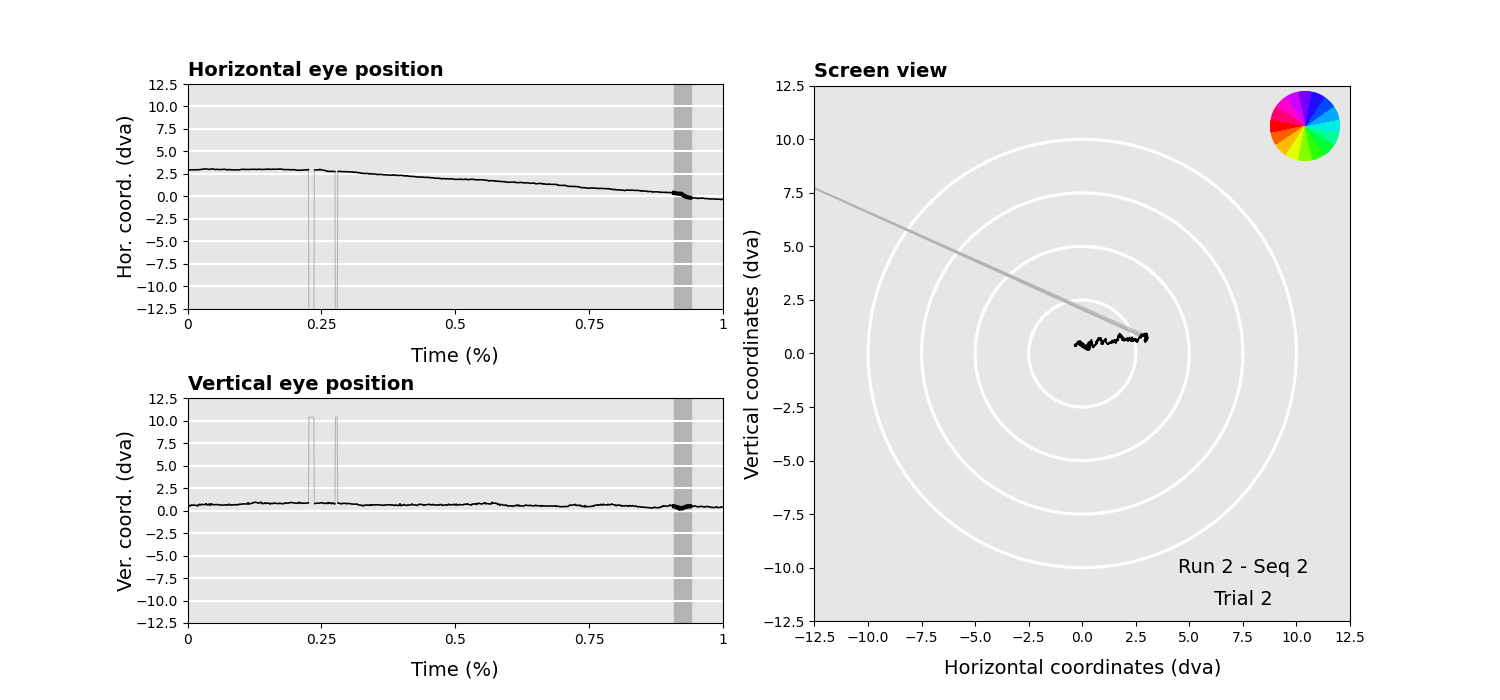 Horizontal eye position
Hor. coord. (dva)
12.5
10.0
7.5
5.0
2.5
0.0
−2.5
−5.0
−7.5
−10.0
−12.5
0 0.25 0.5 0.75 1
Time (%)
Vertical eye position
Ver. coord. (dva)
12.5
10.0
7.5
5.0
2.5
0.0
−2.5
−5.0
−7.5
−10.0
−12.5
0 0.25 0.5 0.75 1
Time (%)
Screen view
Vertical coordinates (dva)
12.5
10.0
7.5
5.0
2.5
0.0
−2.5
−5.0
−7.5
−10.0
−12.5
Run 2 - Seq 2
Trial 2
−12.5 −10.0 −7.5 −5.0 −2.5 0.0 2.5 5.0 7.5 10.0 12.5
Horizontal coordinates (dva)